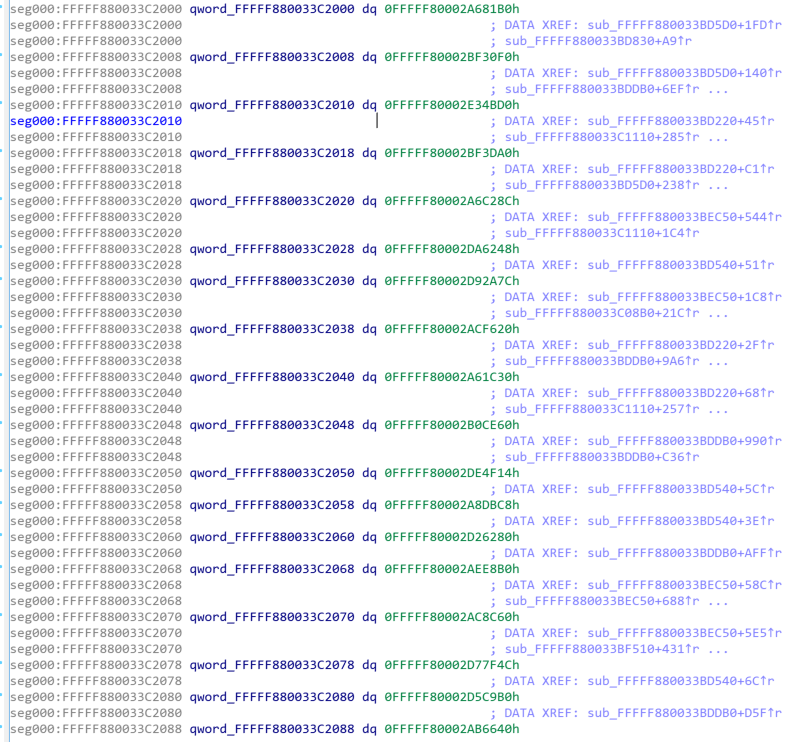 seg000:FFFFF880033C2000 qword_FFFFF880033C2000 dq 0FFFFF80002A681B0h
seg000:FFFFF880033C2000 ; DATA XREF: sub_FFFFF880033BD5D0+1FD↑r
seg000:FFFFF880033C2000 ; sub_FFFFF880033BD830+A9↑r
seg000:FFFFF880033C2008 qword_FFFFF880033C2008 dq 0FFFFF80002BF30F0h
seg000:FFFFF880033C2008 ; DATA XREF: sub_FFFFF880033BD5D0+140↑r
seg000:FFFFF880033C2008 ; sub_FFFFF880033BDDB0+6EF↑r ...
seg000:FFFFF880033C2010 qword_FFFFF880033C2010 dq 0FFFFF80002E34BD0h
seg000:FFFFF880033C2010 ; DATA XREF: sub_FFFFF880033BD220+45↑r
seg000:FFFFF880033C2010 ; sub_FFFFF880033C1110+285↑r ...
seg000:FFFFF880033C2018 qword_FFFFF880033C2018 dq 0FFFFF80002BF3DA0h
seg000:FFFFF880033C2018 ; DATA XREF: sub_FFFFF880033BD220+C1↑r
seg000:FFFFF880033C2018 ; sub_FFFFF880033BD5D0+238↑r ...
seg000:FFFFF880033C2020 qword_FFFFF880033C2020 dq 0FFFFF80002A6C28Ch
seg000:FFFFF880033C2020 ; DATA XREF: sub_FFFFF880033BEC50+544↑r
seg000:FFFFF880033C2020 ; sub_FFFFF880033C1110+1C4↑r
seg000:FFFFF880033C2028 qword_FFFFF880033C2028 dq 0FFFFF80002DA6248h
seg000:FFFFF880033C2028 ; DATA XREF: sub_FFFFF880033BD540+51↑r
seg000:FFFFF880033C2030 qword_FFFFF880033C2030 dq 0FFFFF80002D92A7Ch
seg000:FFFFF880033C2030 ; DATA XREF: sub_FFFFF880033BEC50+1C8↑r
seg000:FFFFF880033C2030 ; sub_FFFFF880033C08B0+21C↑r ...
seg000:FFFFF880033C2038 qword_FFFFF880033C2038 dq 0FFFFF80002ACF620h
seg000:FFFFF880033C2038 ; DATA XREF: sub_FFFFF880033BD220+2F↑r
seg000:FFFFF880033C2038 ; sub_FFFFF880033BDDB0+9A6↑r ...
seg000:FFFFF880033C2040 qword_FFFFF880033C2040 dq 0FFFFF80002A61C30h
seg000:FFFFF880033C2040 ; DATA XREF: sub_FFFFF880033BD220+68↑r
seg000:FFFFF880033C2040 ; sub_FFFFF880033C1110+257↑r ...
seg000:FFFFF880033C2048 qword_FFFFF880033C2048 dq 0FFFFF80002B0CE60h
seg000:FFFFF880033C2048 ; DATA XREF: sub_FFFFF880033BDDB0+990↑r
seg000:FFFFF880033C2048 ; sub_FFFFF880033BDDB0+C36↑r
seg000:FFFFF880033C2050 qword_FFFFF880033C2050 dq 0FFFFF80002DE4F14h
seg000:FFFFF880033C2050 ; DATA XREF: sub_FFFFF880033BD540+5C↑r
seg000:FFFFF880033C2058 qword_FFFFF880033C2058 dq 0FFFFF80002A8DBC8h
seg000:FFFFF880033C2058 ; DATA XREF: sub_FFFFF880033BD540+3E↑r
seg000:FFFFF880033C2060 qword_FFFFF880033C2060 dq 0FFFFF80002D26280h
seg000:FFFFF880033C2060 ; DATA XREF: sub_FFFFF880033BDDB0+AFF↑r
seg000:FFFFF880033C2068 qword_FFFFF880033C2068 dq 0FFFFF80002AEE8B0h
seg000:FFFFF880033C2068 ; DATA XREF: sub_FFFFF880033BEC50+58C↑r
seg000:FFFFF880033C2068 ; sub_FFFFF880033BEC50+688↑r ...
seg000:FFFFF880033C2070 qword_FFFFF880033C2070 dq 0FFFFF80002AC8C60h
seg000:FFFFF880033C2070 ; DATA XREF: sub_FFFFF880033BEC50+5E5↑r
seg000:FFFFF880033C2070 ; sub_FFFFF880033BF510+431↑r ...
seg000:FFFFF880033C2078 qword_FFFFF880033C2078 dq 0FFFFF80002D77F4Ch
seg000:FFFFF880033C2078 ; DATA XREF: sub_FFFFF880033BD540+6C↑r
seg000:FFFFF880033C2080 qword_FFFFF880033C2080 dq 0FFFFF80002D5C9B0h
seg000:FFFFF880033C2080 ; DATA XREF: sub_FFFFF880033BDDB0+D5F↑r
seg000:FFFFF880033C2088 qword_FFFFF880033C2088 dq 0FFFFF80002AB6640h